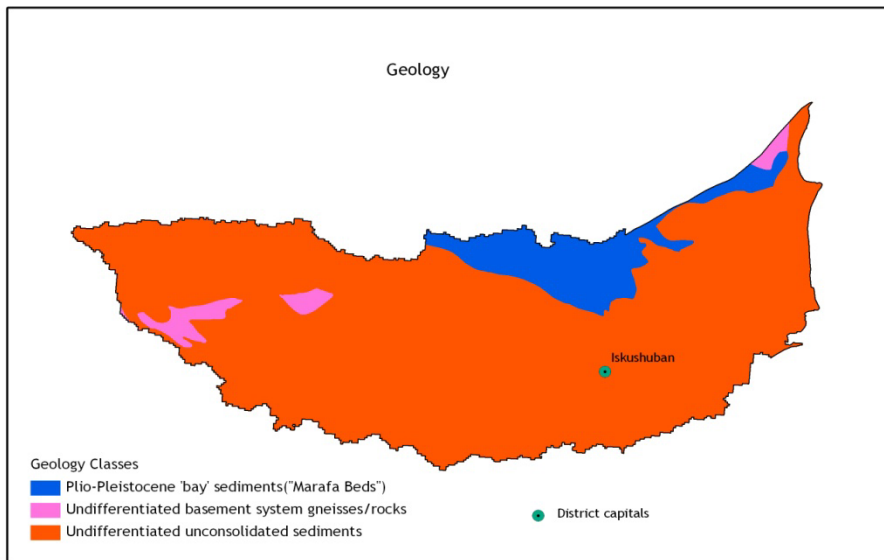 Geology
Iskushuban
Geology Classes
Plio-Pleistocene 'bay' sediments("Marafa Beds")
Undifferentiated basement system gneisses/rocks
Undifferentiated unconsolidated sediments
District capitals